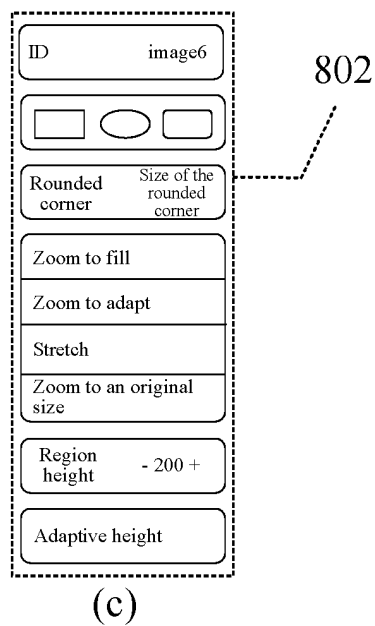 ID image6
802
Rounded corner
Size of the rounded corner
Zoom to fill
Zoom to adapt
Stretch
Zoom to an original
size
Region height
- 200 +
Adaptive height
(c)